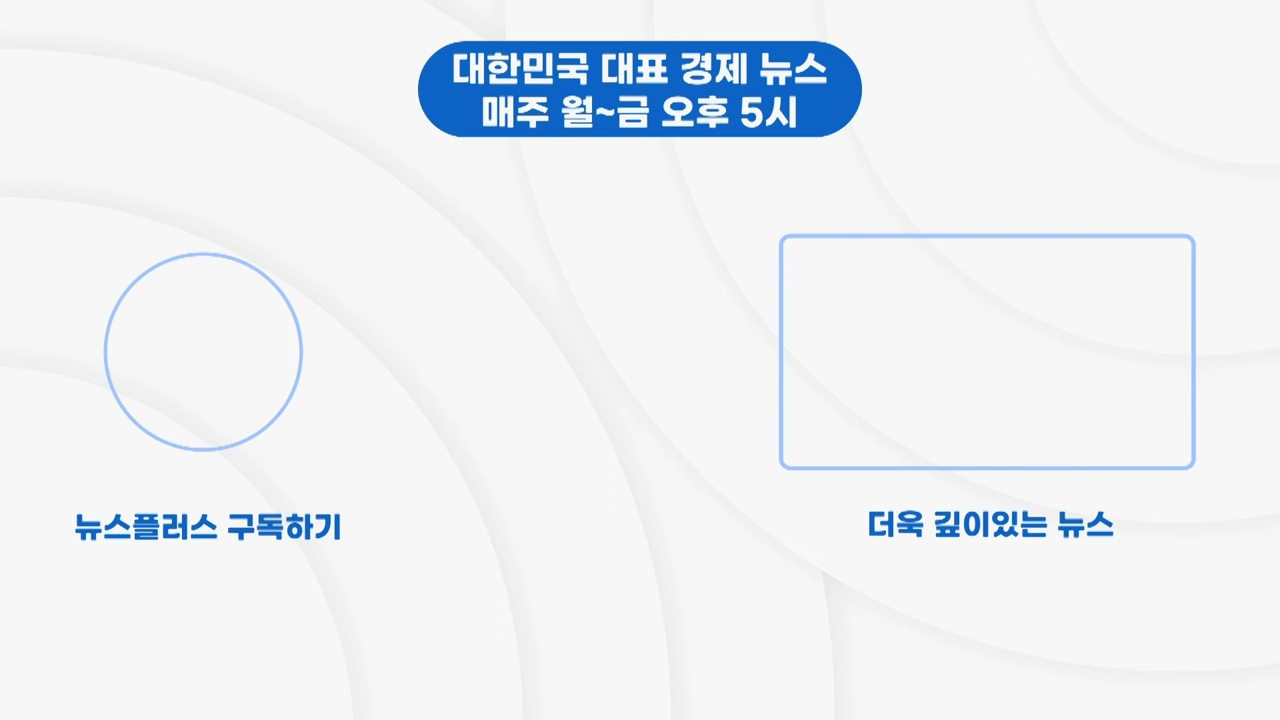 대한민국 대표 경제 뉴스
매주 월~금 오후 5시
뉴스플러스 구독하기
더욱 깊이있는 뉴스